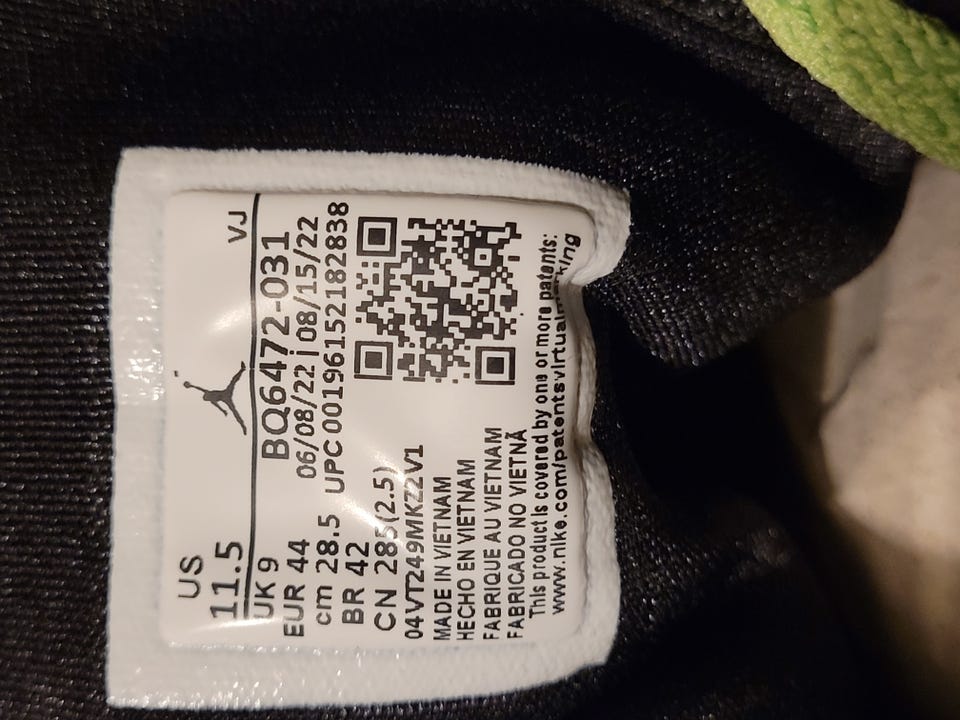 US
11.5
VJ
UK 9
EUR 44
cm 28.5
BR 42
CN 285(2.5)
BQ6472-031
06/08/22 | 08/15/22
UPC 00196152182838
04VT249MKZ2V1
MADE IN VIETNAM
HECHO EN VIETNAM
FABRIQUE AU VIETNAM
FABRICADO NO VIETNÃ
This product is covered by one or more patents:
www.nike.com/patentsvirtualmarking